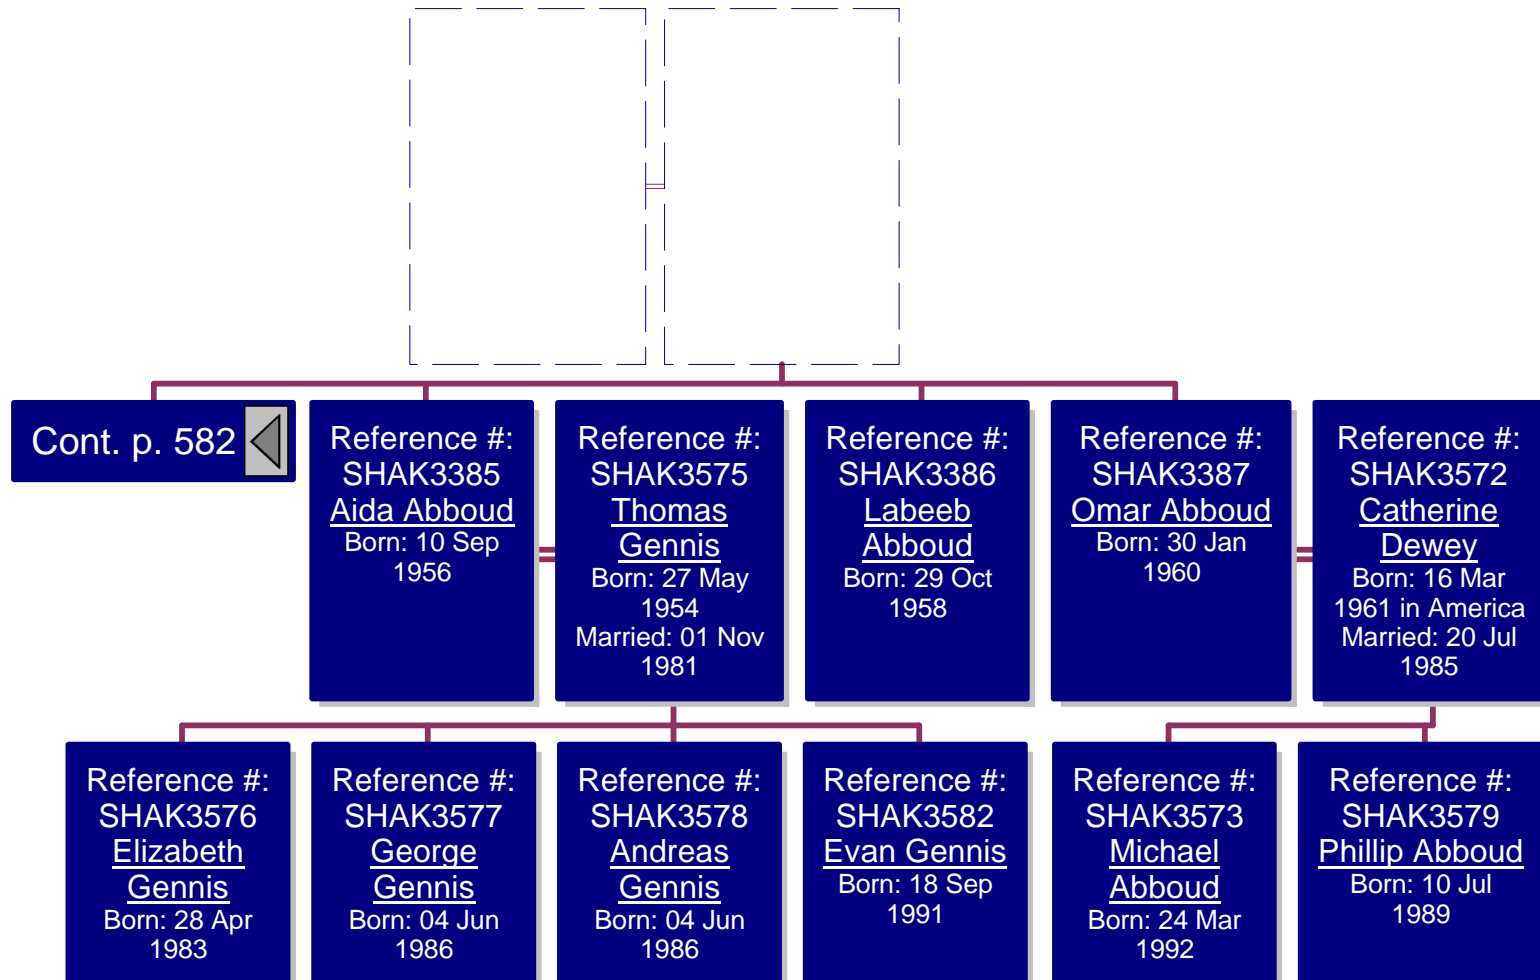 Cont. p. 582
Reference #:
SHAK3385
Aida Abboud
Born: 10 Sep
1956
Reference #:
SHAK3575
Thomas
Gennis
Born: 27 May
1954
Married: 01 Nov
1981
Reference #:
SHAK3386
Labeeb
Abboud
Born: 29 Oct
1958
Reference #:
SHAK3387
Omar Abboud
Born: 30 Jan
1960
Reference #:
SHAK3572
Catherine
Dewey
Born: 16 Mar
1961 in America
Married: 20 Jul
1985
Reference #:
SHAK3576
Elizabeth
Gennis
Born: 28 Apr
1983
Reference #:
SHAK3577
George
Gennis
Born: 04 Jun
1986
Reference #:
SHAK3578
Andreas
Gennis
Born: 04 Jun
1986
Reference #:
SHAK3582
Evan Gennis
Born: 18 Sep
1991
Reference #:
SHAK3573
Michael
Abboud
Born: 24 Mar
1992
Reference #:
SHAK3579
Phillip Abboud
Born: 10 Jul
1989